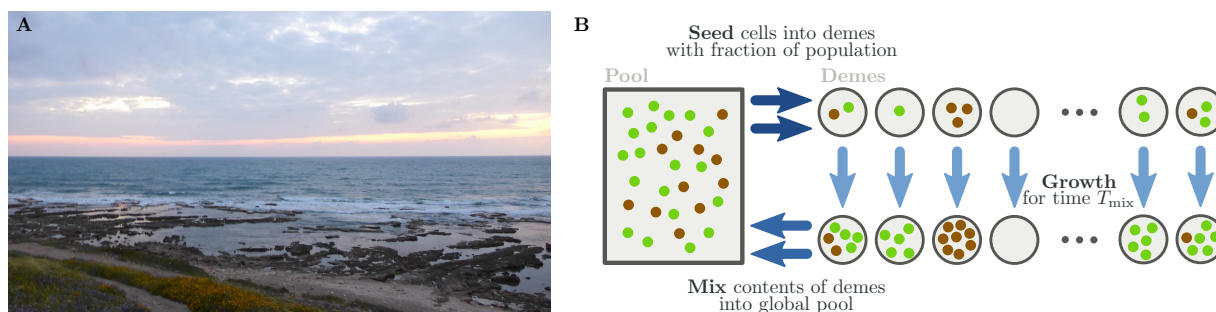 A
B
Seed cells into demes
with fraction of population
Pool
Demes
Growth
for time Tmix
Mix contents of demes
into global pool